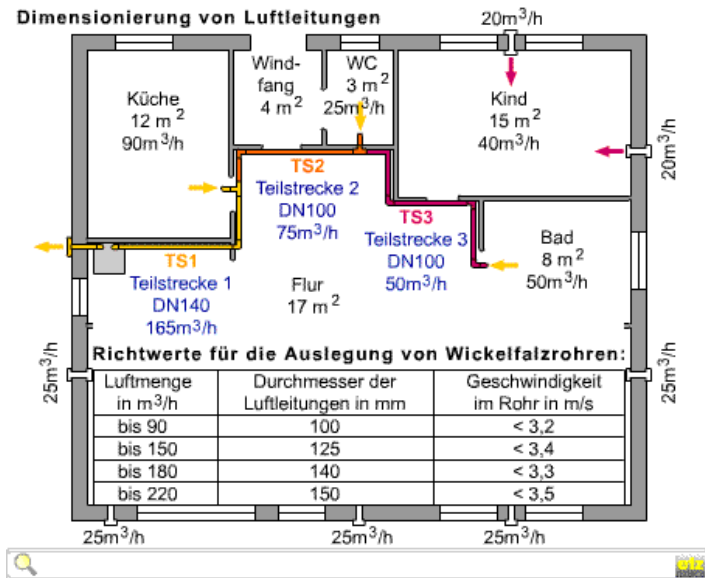 Dimensionierung von Luftleitungen
20m³/h
Küche
12 m²
90m³/h
Wind-
fang
4 m²
WC
3 m²
25m³/h
Kind
15 m²
40m³/h
20m³/h
TS2
Teilstrecke 2
DN100
75m³/h
TS3
Teilstrecke 3
DN100
50m³/h
Bad
8 m²
50m³/h
TS1
Teilstrecke 1
DN140
165m³/h
Flur
17 m²
25m³/h
25m³/h
Richtwerte für die Auslegung von Wickelfalzrohren:
Luftmenge in m³/h | Durchmesser der Luftleitungen in mm | Geschwindigkeit im Rohr in m/s
bis 90 | 100 | < 3,2
bis 150 | 125 | < 3,4
bis 180 | 140 | < 3,3
bis 220 | 150 | < 3,5
25m³/h
25m³/h
25m³/h